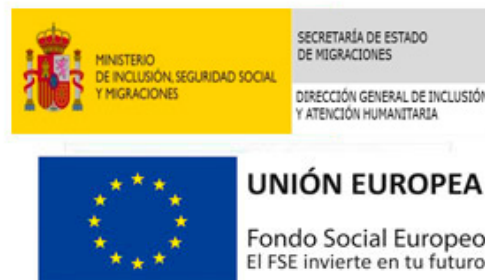 MINISTERIO
DE INCLUSIÓN, SEGURIDAD SOCIAL
Y MIGRACIONES
SECRETARÍA DE ESTADO
DE MIGRACIONES
DIRECCIÓN GENERAL DE INCLUSIÓN
Y ATENCIÓN HUMANITARIA
UNIÓN EUROPEA
Fondo Social Europeo
El FSE invierte en tu futuro